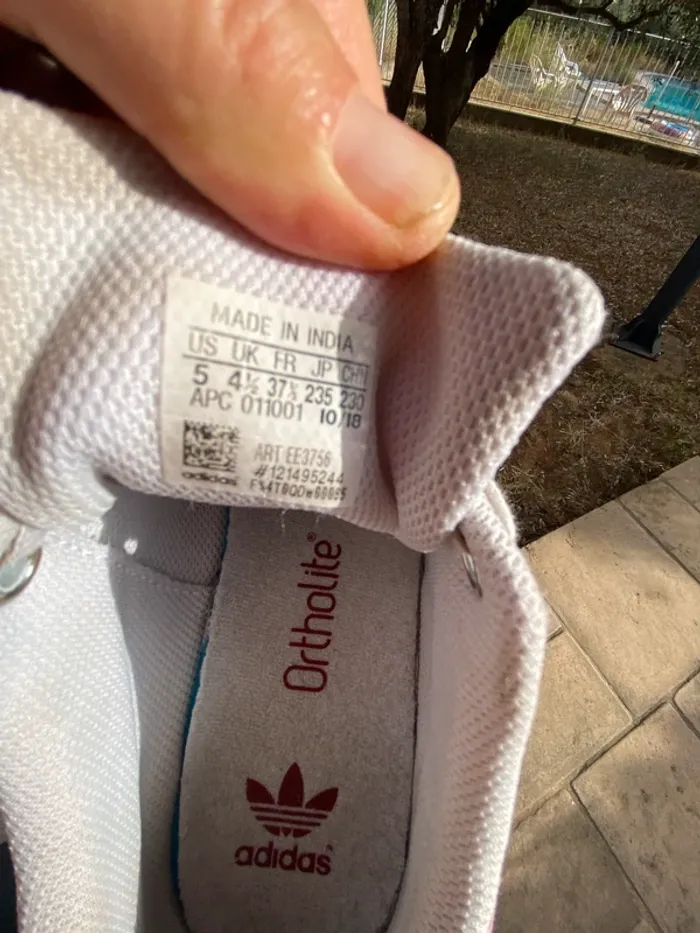 MADE IN INDIA
US UK FR JP CHN
5 4½ 37⅓ 235 230
APC 011001 10/18
ART EE3756
#121495244
adidas
Ortholite®
adidas